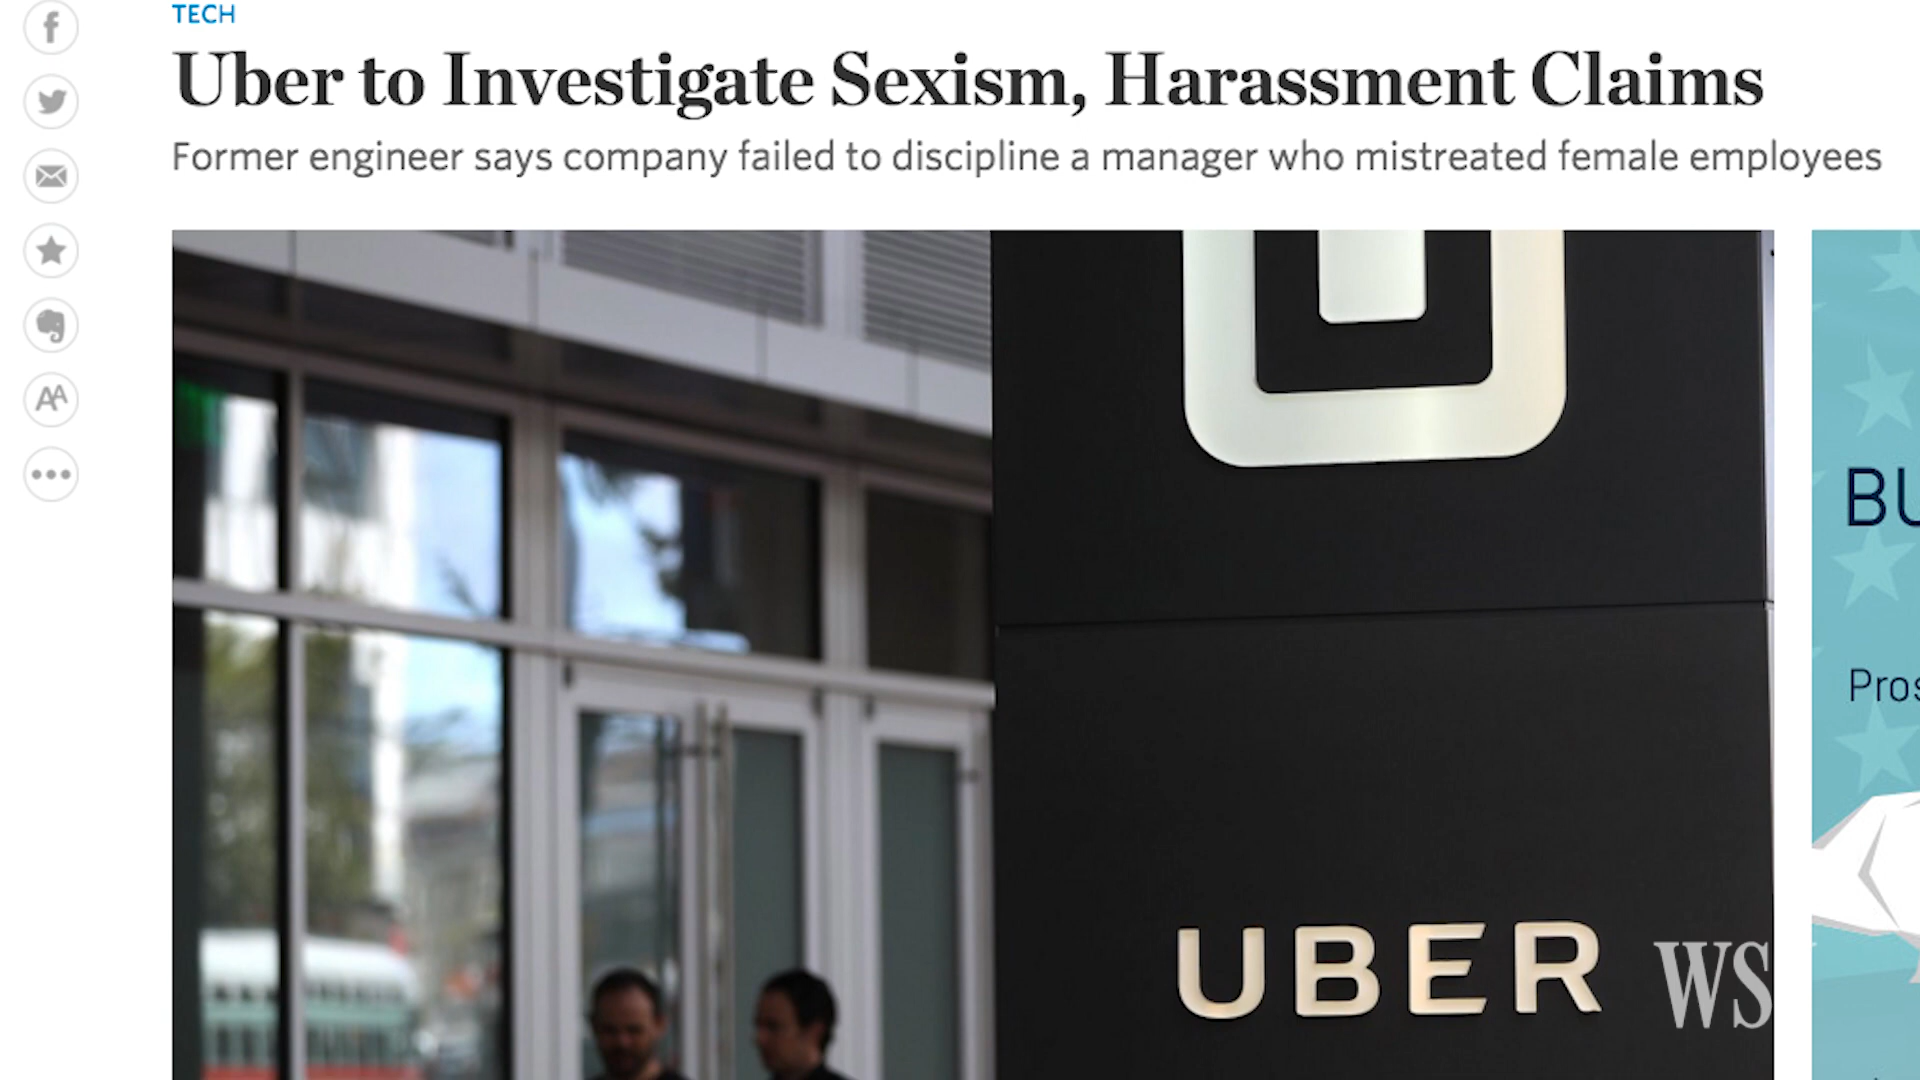 TECH
Uber to Investigate Sexism, Harassment Claims
Former engineer says company failed to discipline a manager who mistreated female employees
AA
BU
Pros
UBER
WS